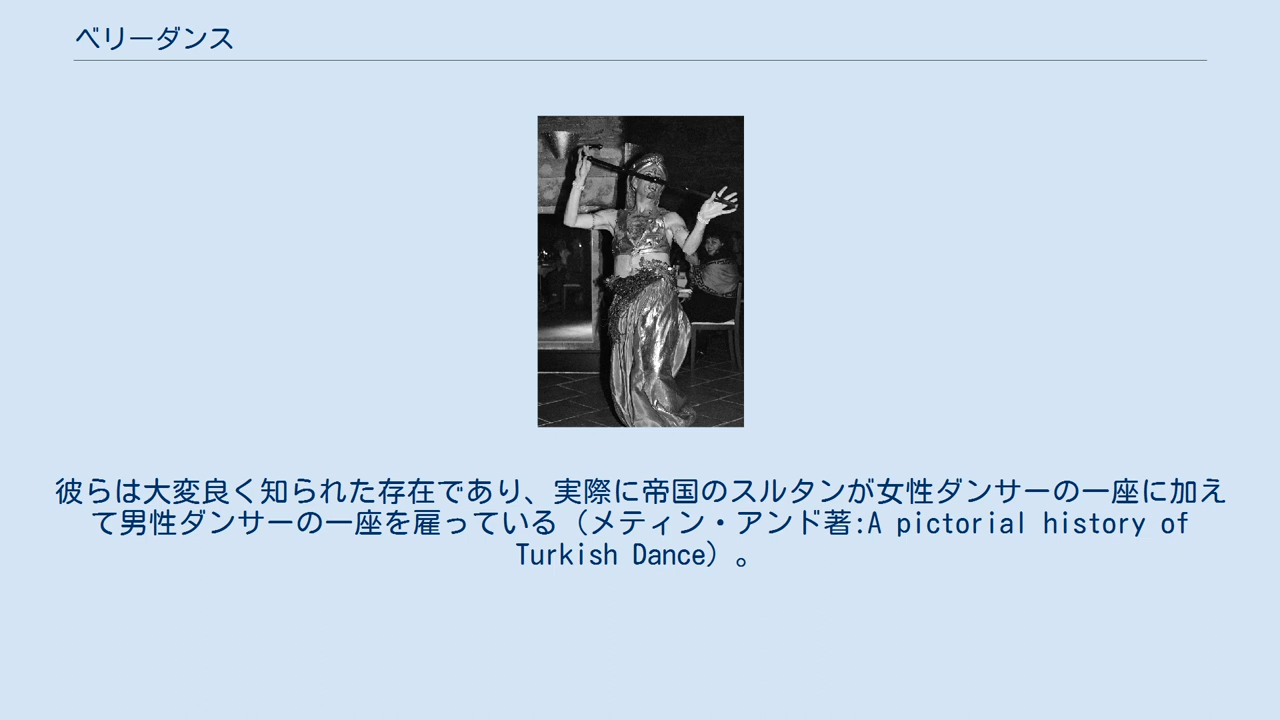 ベリーダンス
彼らは大変良く知られた存在であり、実際に帝国のスルタンが女性ダンサーの一座に加え
て男性ダンサーの一座を雇っている（メティン・アンド著:A pictorial history of
Turkish Dance）。